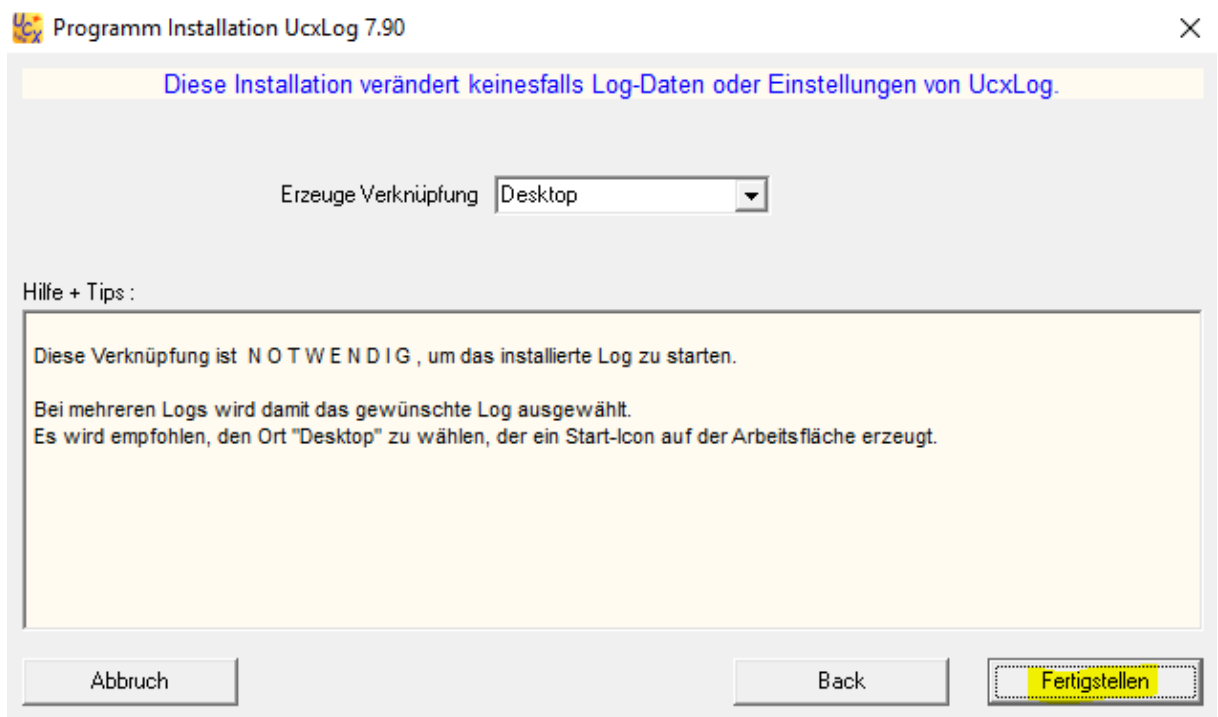 Programm Installation UcxLog 7.90
Diese Installation verändert keinesfalls Log-Daten oder Einstellungen von UcxLog.
Erzeuge Verknüpfung Desktop
Hilfe + Tips :
Diese Verknüpfung ist N O T W E N D I G , um das installierte Log zu starten.
Bei mehreren Logs wird damit das gewünschte Log ausgewählt.
Es wird empfohlen, den Ort "Desktop" zu wählen, der ein Start-Icon auf der Arbeitsfläche erzeugt.
Abbruch Back Fertigstellen